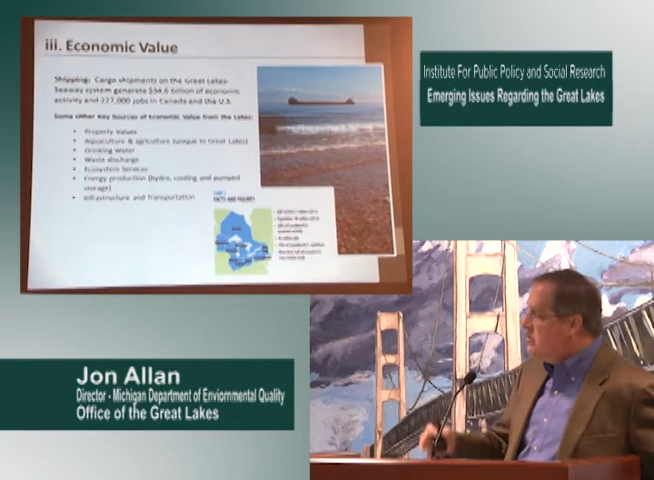 iii. Economic Value
Shipping: Cargo shipments on the Great Lakes-
Seaway system generate $34.6 billion of economic
activity and 227,000 jobs in Canada and the U.S.
Some Other Key Sources of Economic Value from the Lakes:
• Property Values
• Aquaculture & agriculture (unique to Great Lakes)
• Drinking Water
• Waste discharge
• Ecosystem Services
• Energy production (hydro, cooling and pumped
storage)
• Infrastructure and Transportation
FACTS AND FIGURES
Institute For Public Policy and Social Research
Emerging Issues Regarding the Great Lakes
Jon Allan
Director - Michigan Department of Enviornmental Quality
Office of the Great Lakes